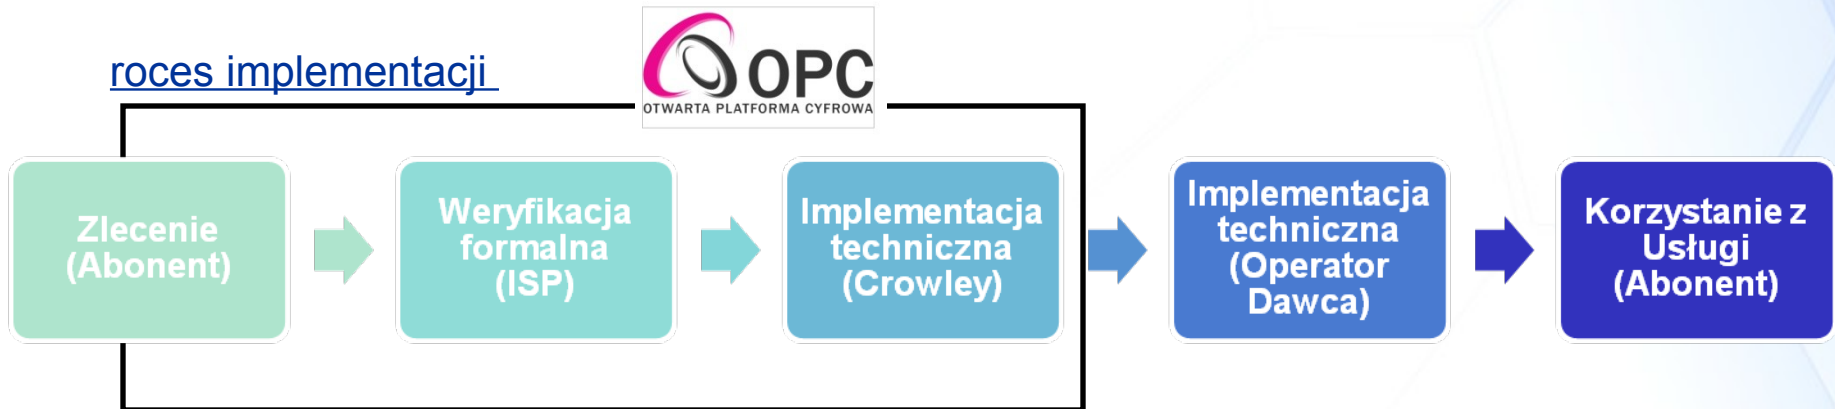 roces implementacji
OPC
OTWARTA PLATFORMA CYFROWA
Zlecenie
(Abonent)
Weryfikacja
formalna
(ISP)
Implementacja
techniczna
(Crowley)
Implementacja
techniczna
(Operator
Dawca)
Korzystanie z
Usługi
(Abonent)